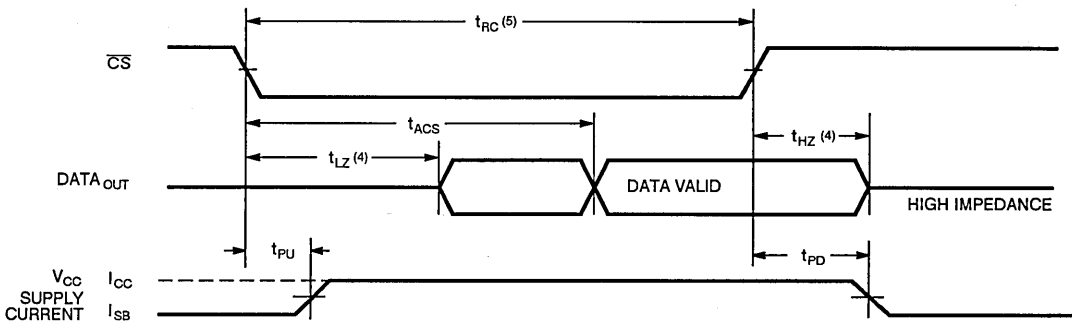 tRC (5)
CS
tACS
tLZ (4)
tHZ (4)
DATA OUT
DATA VALID
HIGH IMPEDANCE
tPU
tPD
VCC ICC
SUPPLY
CURRENT ISB